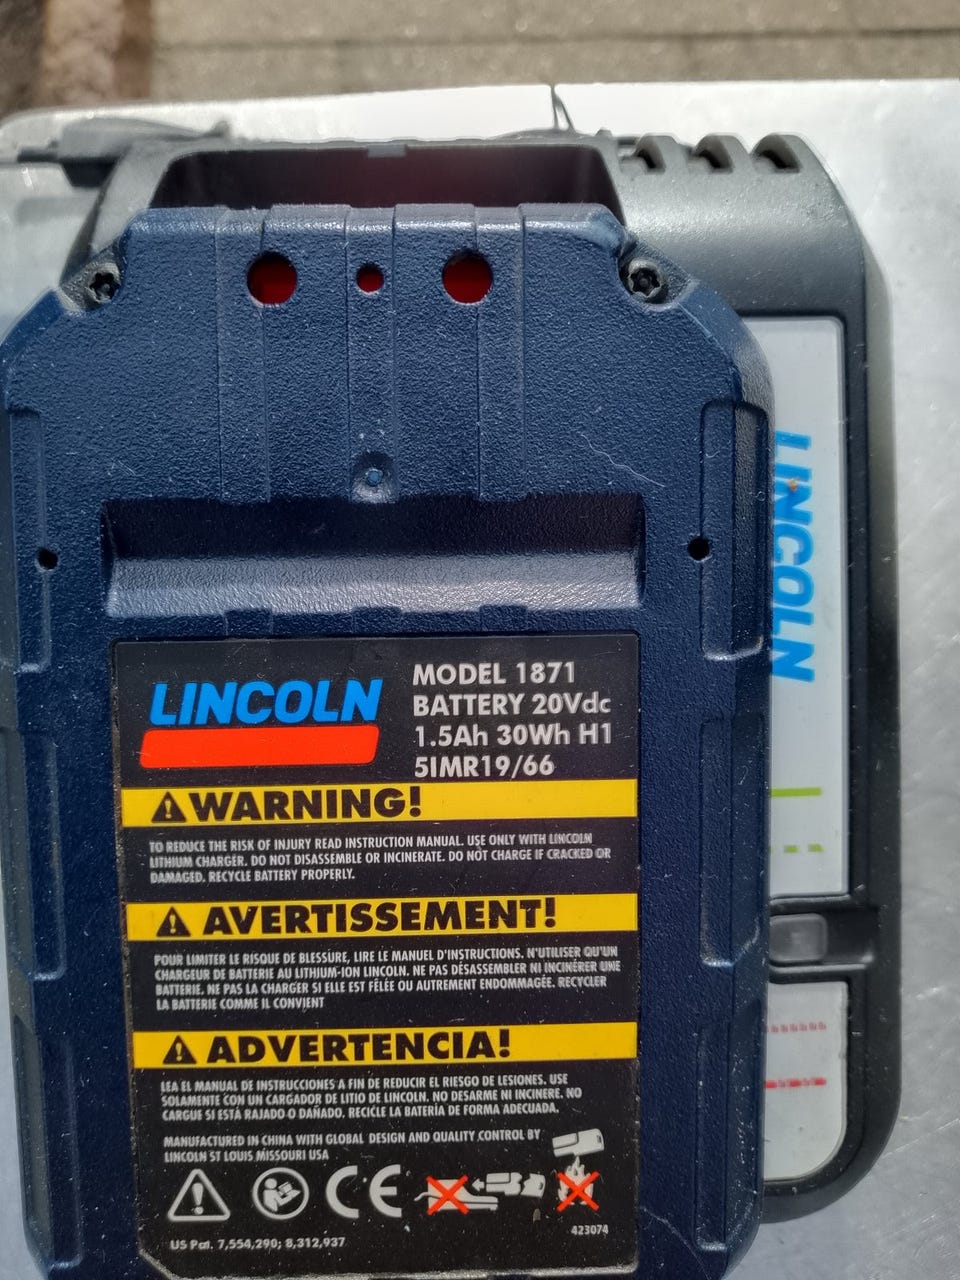 LINCOLN
MODEL 1871
BATTERY 20Vdc
1.5Ah 30Wh H1
5IMR19/66
WARNING!
TO REDUCE THE RISK OF INJURY READ INSTRUCTION MANUAL. USE ONLY WITH LINCOLN
LITHIUM CHARGER. DO NOT DISASSEMBLE OR INCINERATE. DO NOT CHARGE IF CRACKED OR
DAMAGED. RECYCLE BATTERY PROPERLY.
AVERTISSEMENT!
POUR LIMITER LE RISQUE DE BLESSURE, LIRE LE MANUEL D'INSTRUCTIONS. N'UTILISER QU'UN
CHARGEUR DE BATTERIE AU LITHIUM-ION LINCOLN. NE PAS DÉSASSEMBLER NI INCINÉRER UNE
BATTERIE. NE PAS LA CHARGER SI ELLE EST FÊLÉE OU AUTREMENT ENDOMMAGÉE. RECYCLER
LA BATTERIE COMME IL CONVIENT
ADVERTENCIA!
LEA EL MANUAL DE INSTRUCCIONES A FIN DE REDUCIR EL RIESGO DE LESIONES. USE
SOLAMENTE CON UN CARGADOR DE LITIO DE LINCOLN. NO DESARME NI INCINERE. NO
CARGUE SI ESTÁ RAJADO O DAÑADO. RECICLE LA BATERÍA DE FORMA ADECUADA.
MANUFACTURED IN CHINA WITH GLOBAL DESIGN AND QUALITY CONTROL BY
LINCOLN ST LOUIS MISSOURI USA
CE
423074
US Pat. 7,554,290; 8,312,937
LINCOLN